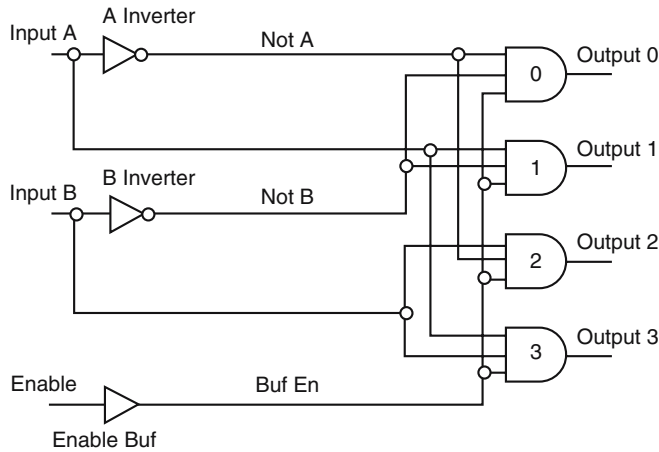 A Inverter
Input A
Not A
Output 0
0
Output 1
1
B Inverter
Input B
Not B
Output 2
2
Output 3
3
Enable
Buf En
Enable Buf